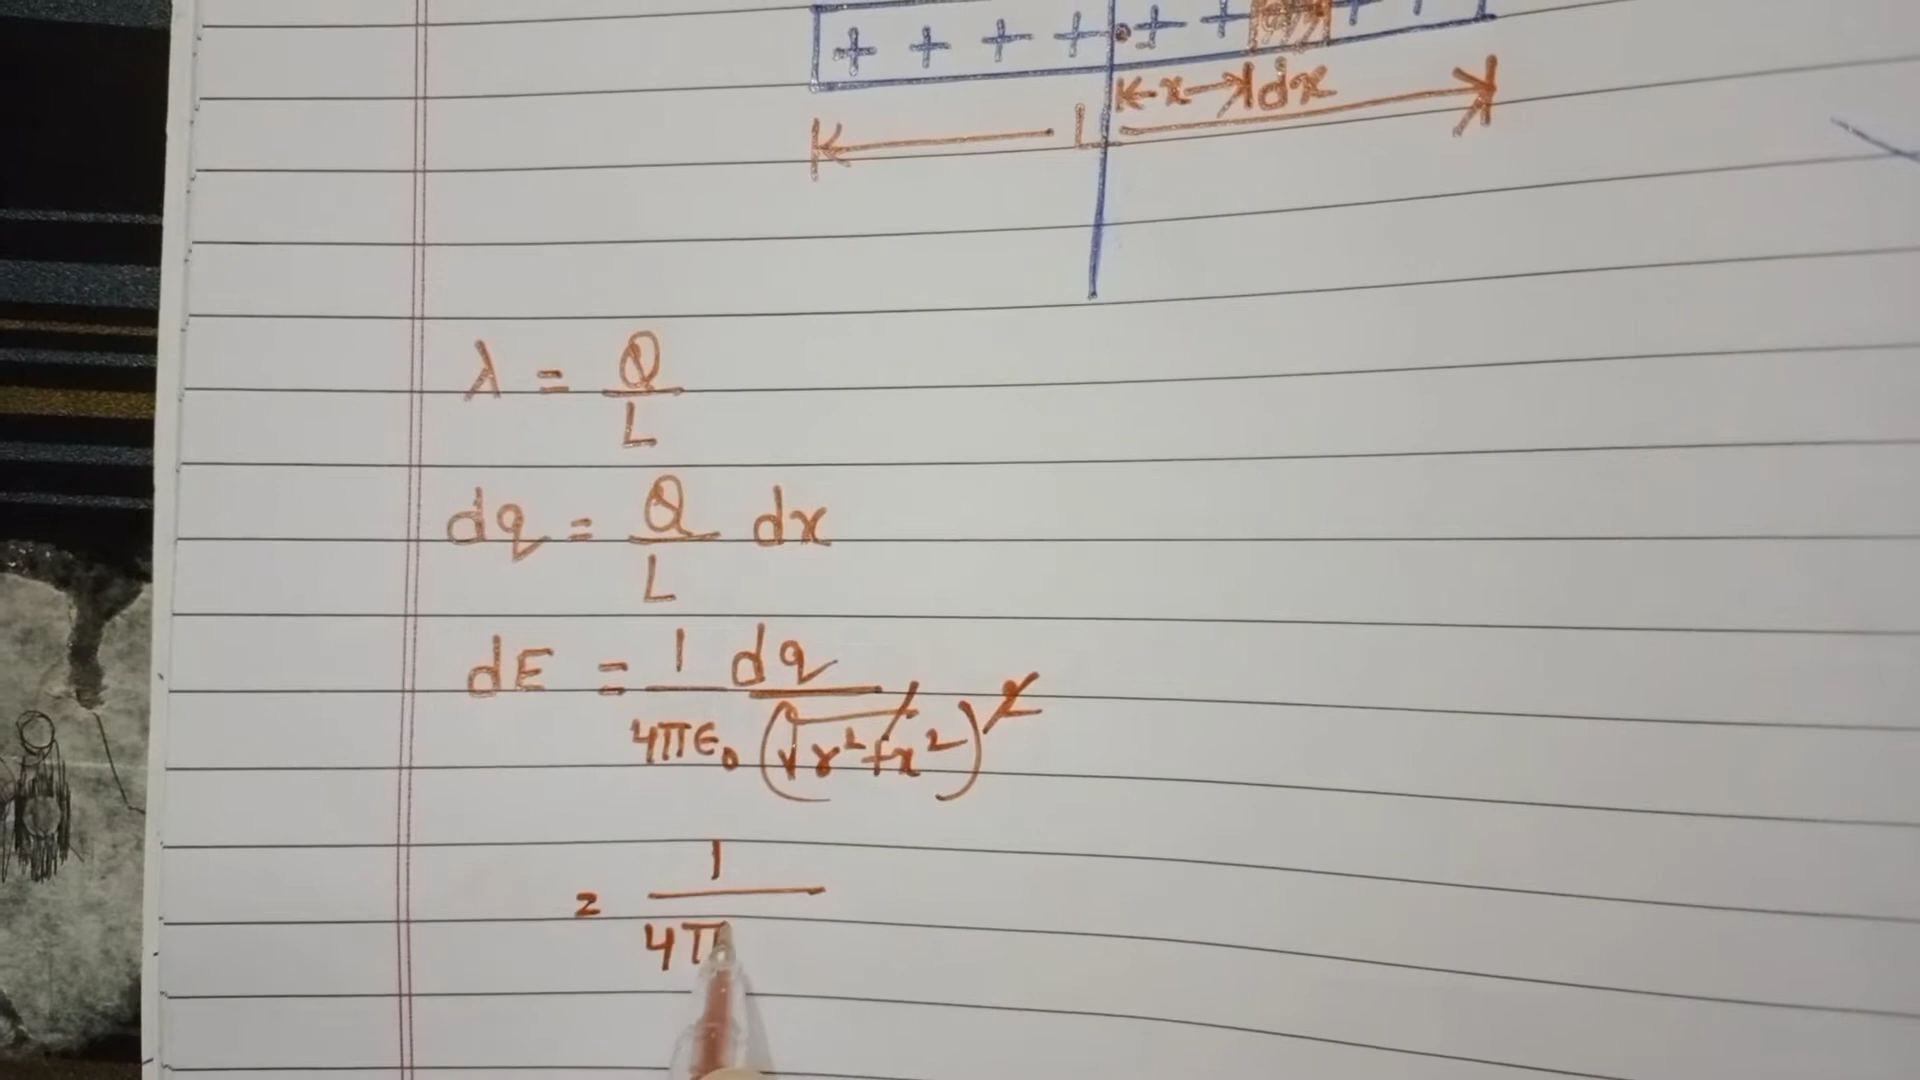 + + + + + + + +
x dx
L
λ = Q/L
dq = Q/L dx
dE = 1/4πϵ₀ dq/(√r²+x²)²
= 1/4π